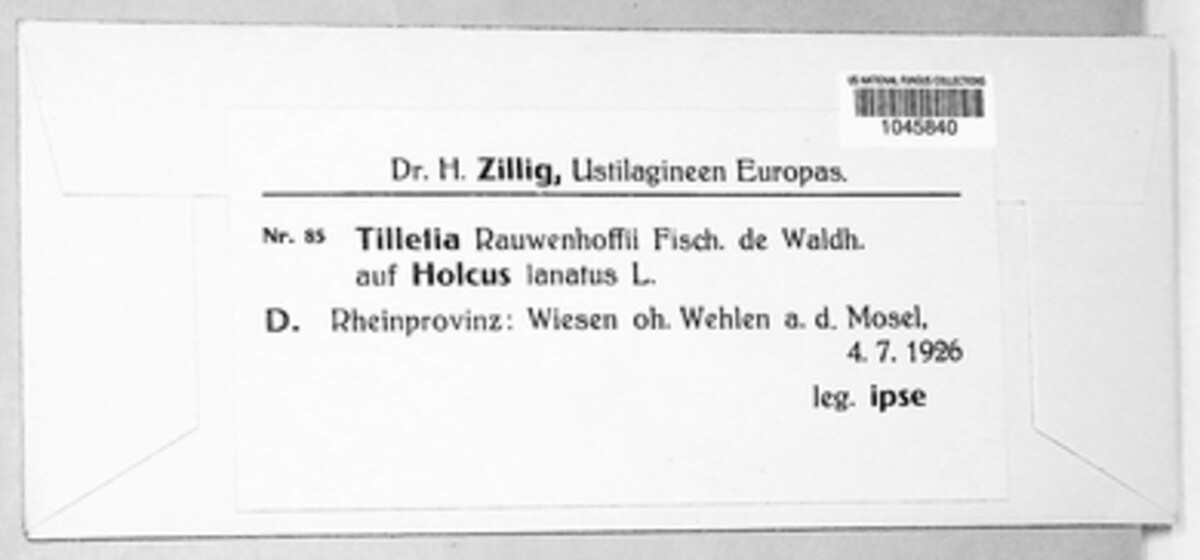 US NATIONAL FUNGUS COLLECTIONS
1045840
Dr. H. Zillig, Ustilagineen Europas.
Nr. 85 Tilletia Rauwenhoffii Fisch. de Waldh.
auf Holcus lanatus L.
D. Rheinprovinz: Wiesen oh. Wehlen a. d. Mosel,
4. 7. 1926
leg. ipse